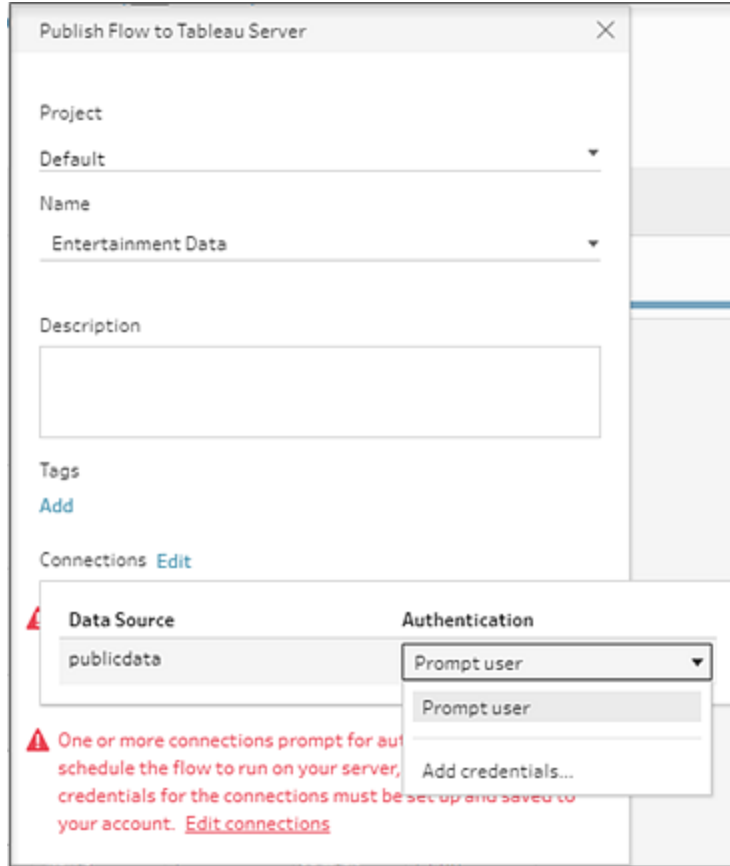 Publish Flow to Tableau Server
Project
Default
Name
Entertainment Data
Description
Tags
Add
Connections Edit
Data Source Authentication
publicdata Prompt user
Prompt user
Add credentials...
One or more connections prompt for
schedule the flow to run on your server,
credentials for the connections must be set up and saved to
your account. Edit connections